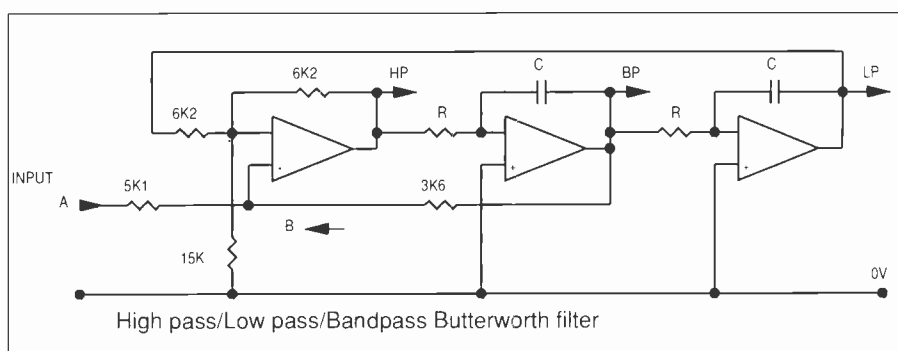 6K2 HP C BP C LP
6K2 R R
INPUT
A 5K1 3K6
B
15K 0V
+ + +
High pass/Low pass/Bandpass Butterworth filter